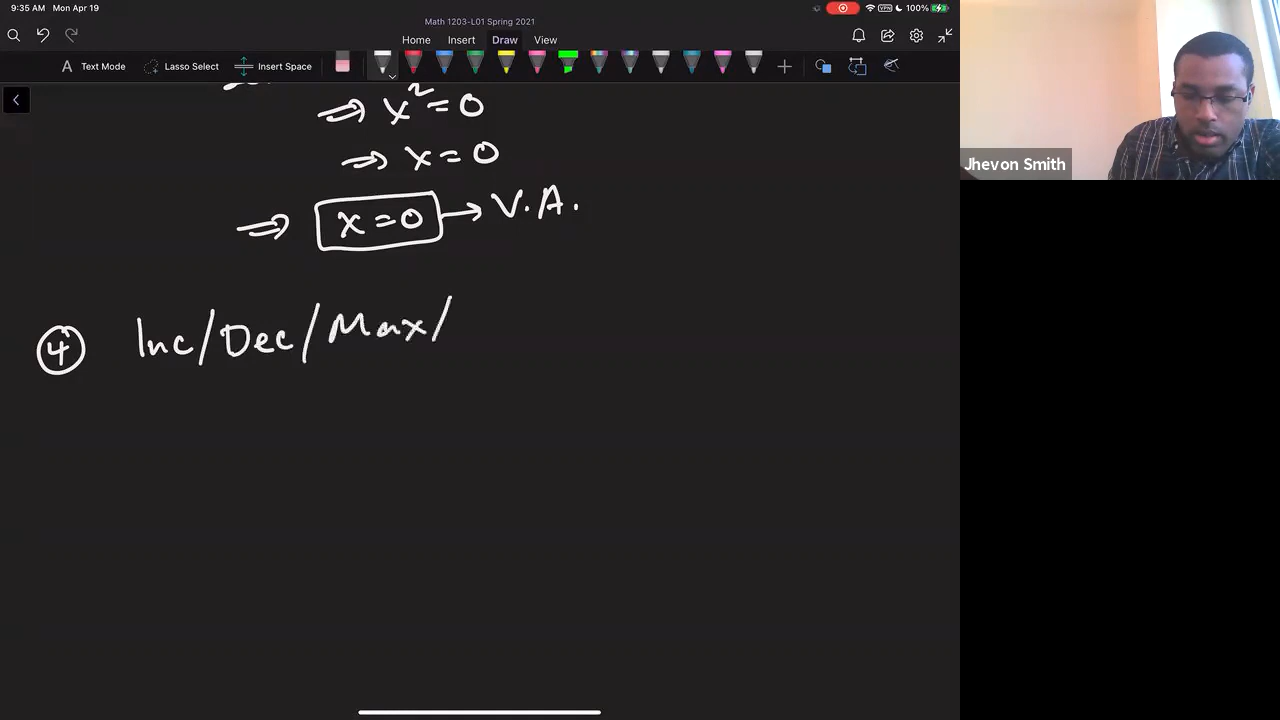 9:35 AM Mon Apr 19
100%
Math 1203-L01 Spring 2021
Home Insert Draw View
Text Mode Lasso Select Insert Space
⇒ x² = 0
⇒ x = 0
⇒ x = 0 → V.A.
④ Inc/Dec/Max/
Jhevon Smith